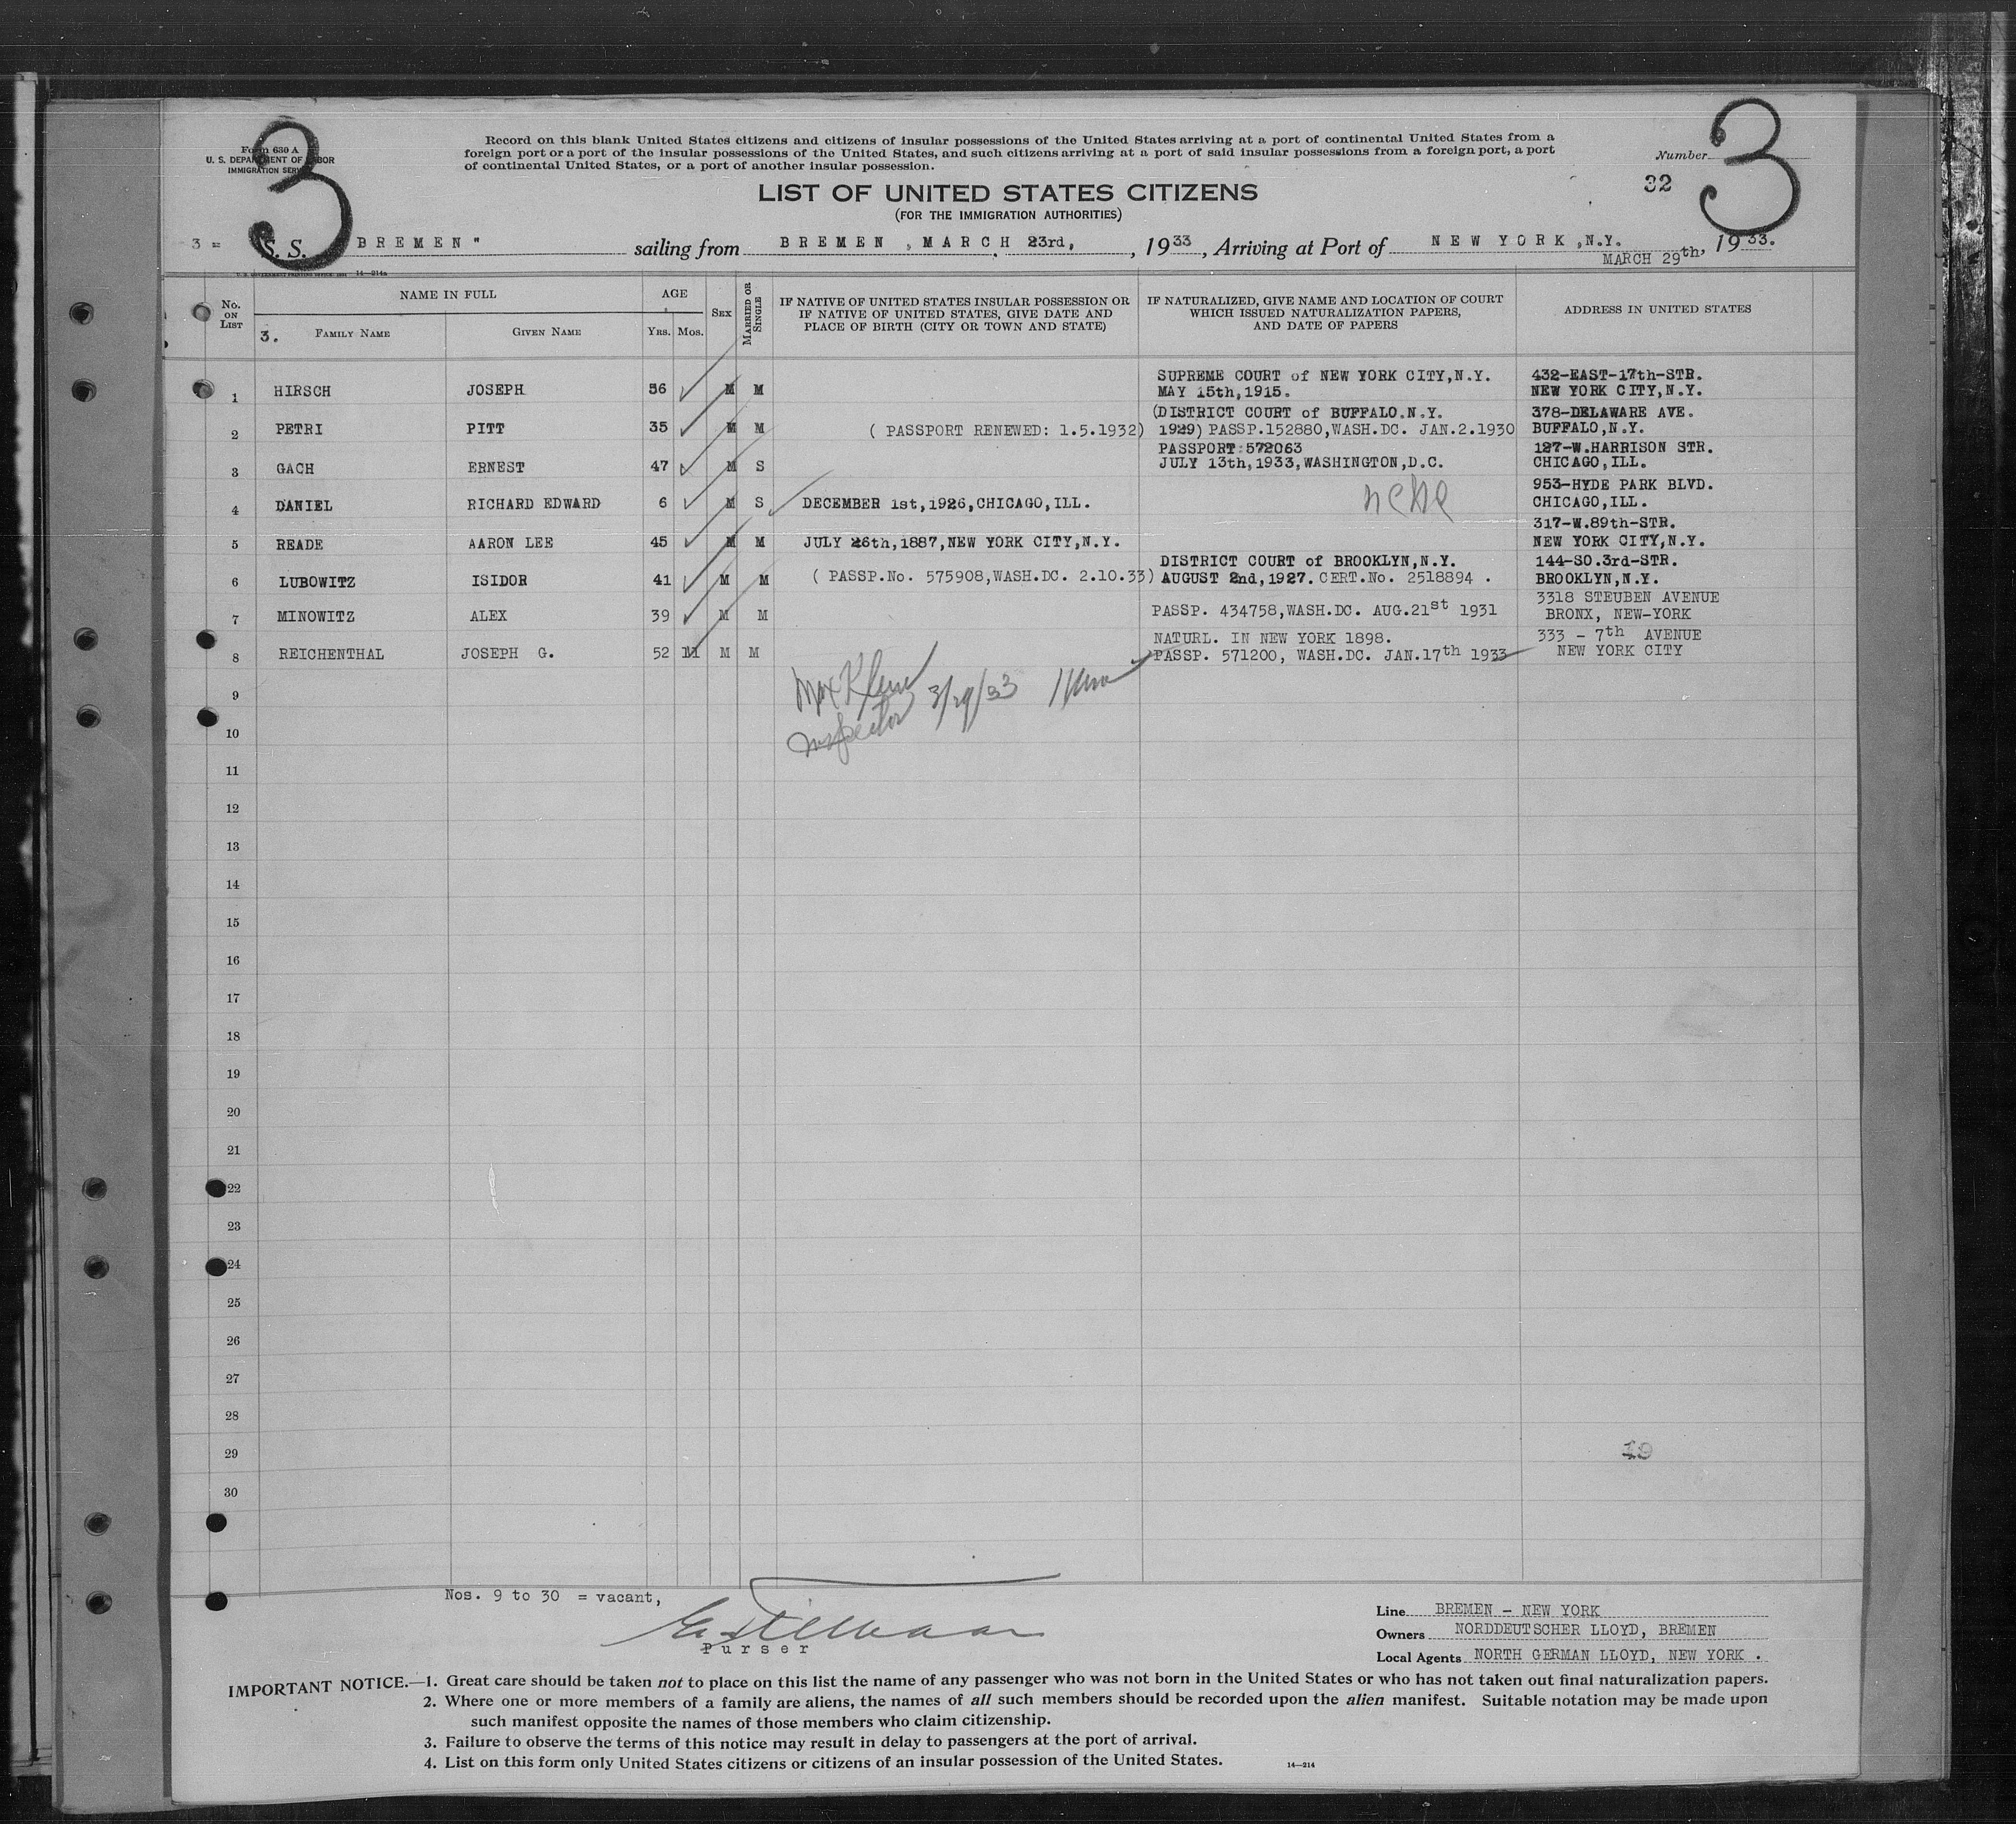 3
3
Form 630 A
U. S. DEPARTMENT OF LABOR
IMMIGRATION SERVICE
Record on this blank United States citizens and citizens of insular possessions of the United States arriving at a port of continental United States from a
foreign port or a port of the insular possessions of the United States, and such citizens arriving at a port of said insular possessions from a foreign port, a port
of continental United States, or a port of another insular possession.
Number
32
LIST OF UNITED STATES CITIZENS
(FOR THE IMMIGRATION AUTHORITIES)
3 = S. S. BREMEN" sailing from BREMEN, MARCH 23rd, , 1933, Arriving at Port of NEW YORK, N.Y. MARCH 29th, 1933.
U. S. GOVERNMENT PRINTING OFFICE: 1931 14—214a
No. ON LIST
NAME IN FULL
3. FAMILY NAME GIVEN NAME
AGE
YRS. MOS.
SEX
MARRIED OR SINGLE
IF NATIVE OF UNITED STATES INSULAR POSSESSION OR
IF NATIVE OF UNITED STATES, GIVE DATE AND
PLACE OF BIRTH (CITY OR TOWN AND STATE)
IF NATURALIZED, GIVE NAME AND LOCATION OF COURT
WHICH ISSUED NATURALIZATION PAPERS,
AND DATE OF PAPERS
ADDRESS IN UNITED STATES
SUPREME COURT of NEW YORK CITY,N.Y. 432-EAST-17th-STR.
1 HIRSCH JOSEPH 56 M M MAY 15th,1915. NEW YORK CITY,N.Y.
(DISTRICT COURT of BUFFALO.N.Y. 378-DELAWARE AVE.
2 PETRI PITT 35 M M ( PASSPORT RENEWED: 1.5.1932) 1929) PASSP.152880,WASH.DC. JAN.2.1930 BUFFALO,N.Y.
PASSPORT:572063 127-W.HARRISON STR.
3 GACH ERNEST 47 M S JULY 13th,1933,WASHINGTON,D.C. CHICAGO,ILL.
953-HYDE PARK BLVD.
4 DANIEL RICHARD EDWARD 6 M S DECEMBER 1st,1926,CHICAGO,ILL. CHICAGO,ILL.
317-W.89th-STR.
5 READE AARON LEE 45 M M JULY 26th,1887,NEW YORK CITY,N.Y. NEW YORK CITY,N.Y.
DISTRICT COURT of BROOKLYN,N.Y. 144-SO.3rd-STR.
6 LUBOWITZ ISIDOR 41 M M ( PASSP.No. 575908,WASH.DC. 2.10.33) AUGUST 2nd,1927. CERT.No. 2518894 . BROOKLYN,N.Y.
3318 STEUBEN AVENUE
7 MINOWITZ ALEX 39 M M PASSP. 434758,WASH.DC. AUG.21st 1931 BRONX, NEW-YORK
NATURL. IN NEW YORK 1898. 333 - 7th AVENUE
8 REICHENTHAL JOSEPH G. 52 11 M M PASSP. 571200, WASH.DC. JAN.17th 1933 NEW YORK CITY
9
Max Klein 3/29/33
Inspector
10
11
12
13
14
15
16
17
18
19
20
21
22
23
24
25
26
27
28
29
19
30
Nos. 9 to 30 = vacant,
Purser
Line BREMEN - NEW YORK
Owners NORDDEUTSCHER LLOYD, BREMEN
Local Agents NORTH GERMAN LLOYD, NEW YORK .
IMPORTANT NOTICE.—1. Great care should be taken not to place on this list the name of any passenger who was not born in the United States or who has not taken out final naturalization papers.
2. Where one or more members of a family are aliens, the names of all such members should be recorded upon the alien manifest. Suitable notation may be made upon
such manifest opposite the names of those members who claim citizenship.
3. Failure to observe the terms of this notice may result in delay to passengers at the port of arrival.
4. List on this form only United States citizens or citizens of an insular possession of the United States.
14—214